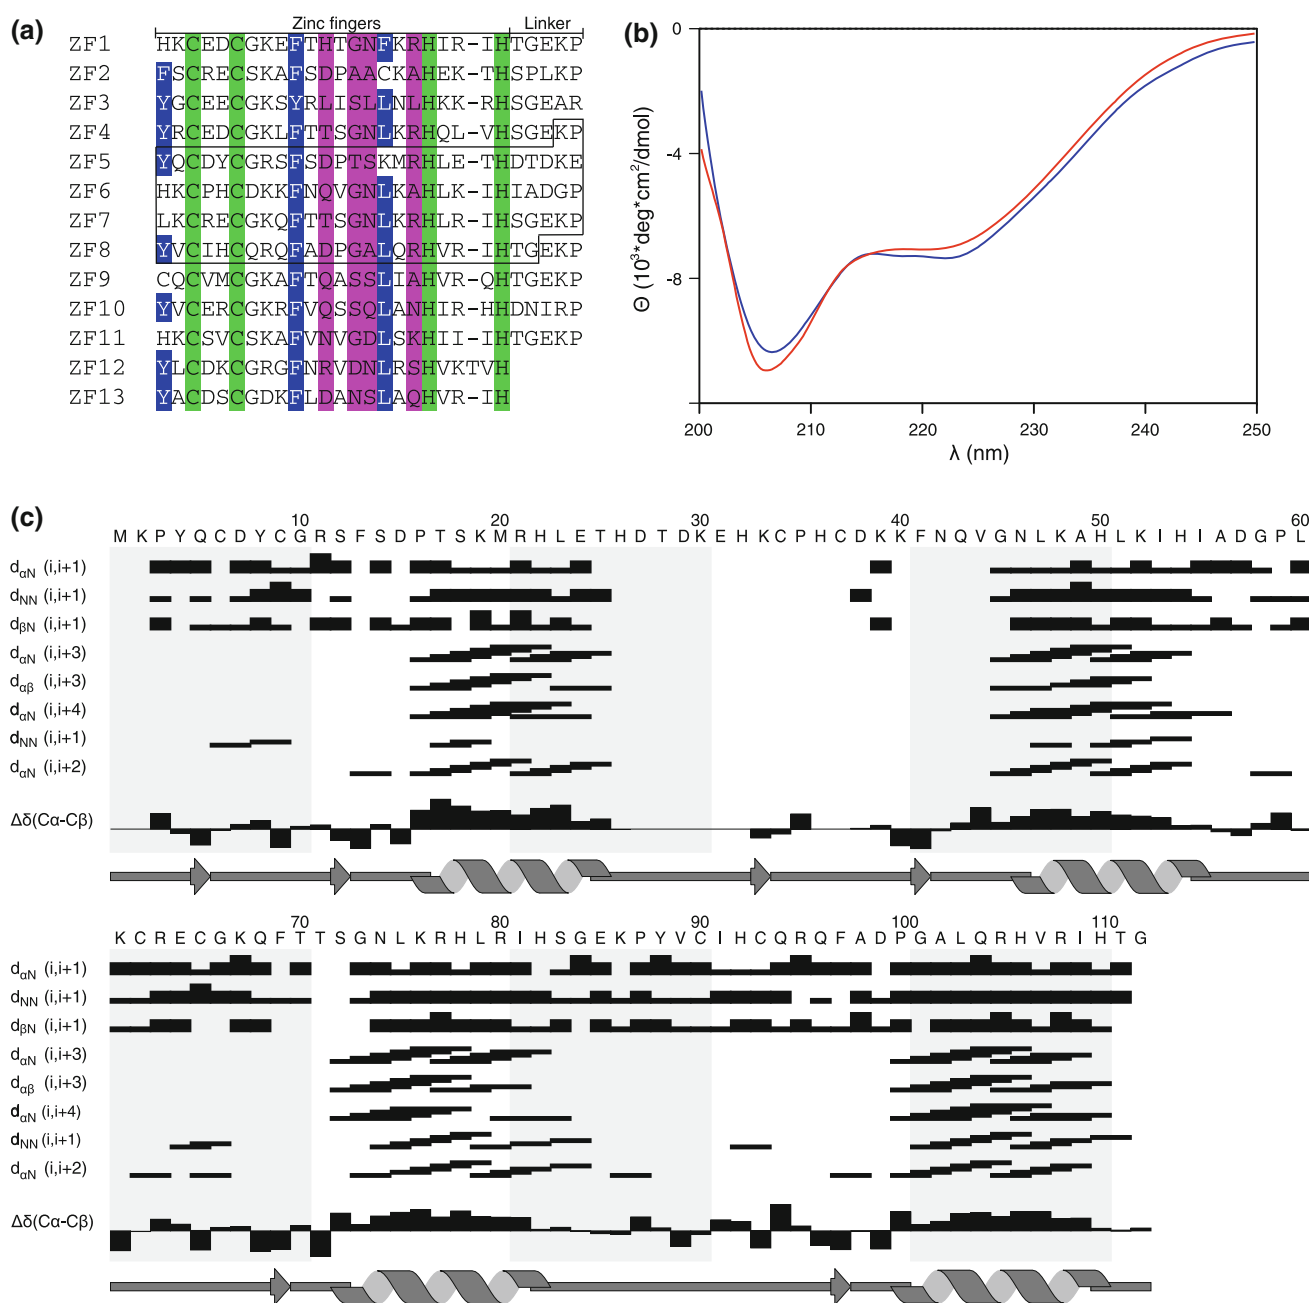 (a)
Zinc fingers Linker
ZF1 HKCEDCGKEFTHTGNFKRHIR-IHTGEKP
ZF2 FSCRECSKAFSDPAACKAHEK-THSPLKP
ZF3 YGCEECGKSYRLISLLNLHKK-RHSGEAR
ZF4 YRCEDCGKLFTTSGNLKRHQL-VHSGEKP
ZF5 YQCDYCGRSFSDPTSKMRHLE-THDTDKE
ZF6 HKCPHCDKKFNQVGNLKAHLK-IHIADGP
ZF7 LKCRECGKQFTTSGNLKRHLR-IHSGEKP
ZF8 YVCIHCQRQFADPGALQRHVR-IHTGEKP
ZF9 CQCVMCGKAFTQASSLIAHVR-QHTGEKP
ZF10 YVCERCGKRFVQSSQLANHIR-HHDNIRP
ZF11 HKCSVCSKAFVNVGDLSKHII-IHTGEKP
ZF12 YLCDKCGRGFNRVDNLRSHVKTVH
ZF13 YACDSCGDKFLDANSLAQHVR-IH
(b)
0
-4
-8
Θ (10³*deg*cm²/dmol)
200 210 220 230 240 250
λ (nm)
(c)
10 20 30 40 50 60
M K P Y Q C D Y C G R S F S D P T S K M R H L E T H D T D K E H K C P H C D K K F N Q V G N L K A H L K I H I A D G P L
dαN (i,i+1)
dNN (i,i+1)
dβN (i,i+1)
dαN (i,i+3)
dαβ (i,i+3)
dαN (i,i+4)
dNN (i,i+1)
dαN (i,i+2)
Δδ(Cα-Cβ)
70 80 90 100 110
K C R E C G K Q F T T S G N L K R H L R I H S G E K P Y V C I H C Q R Q F A D P G A L Q R H V R I H T G
dαN (i,i+1)
dNN (i,i+1)
dβN (i,i+1)
dαN (i,i+3)
dαβ (i,i+3)
dαN (i,i+4)
dNN (i,i+1)
dαN (i,i+2)
Δδ(Cα-Cβ)